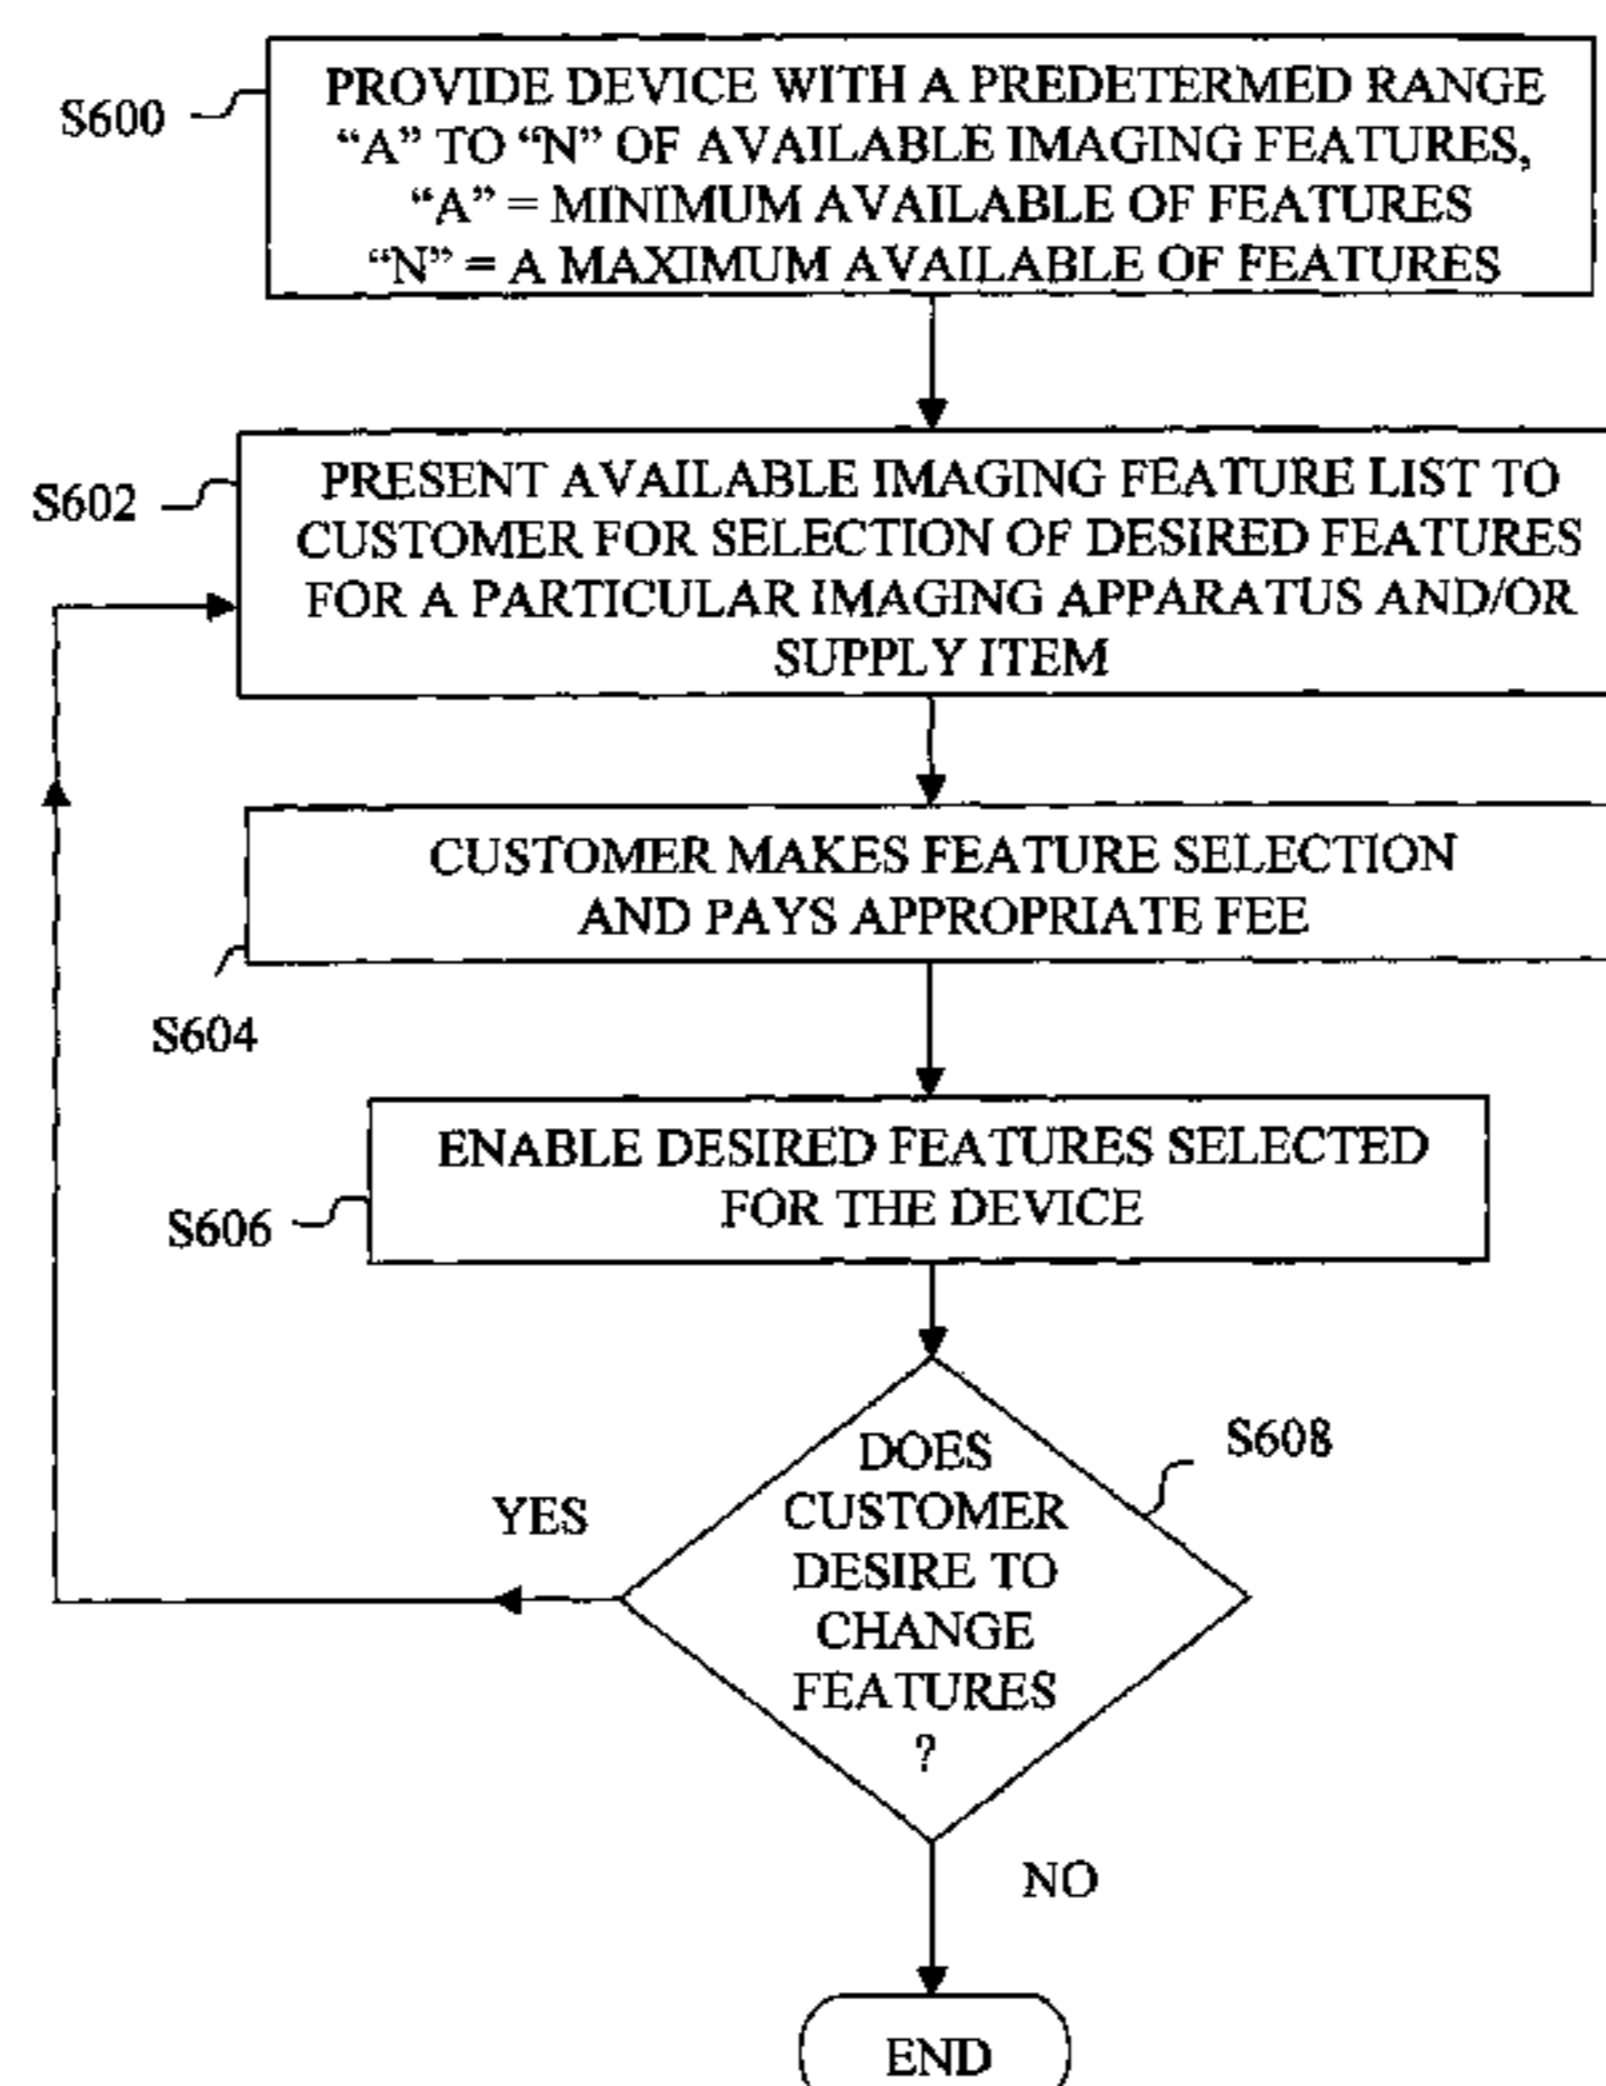 S600
PROVIDE DEVICE WITH A PREDETERMED RANGE
“A” TO “N” OF AVAILABLE IMAGING FEATURES,
“A” = MINIMUM AVAILABLE OF FEATURES
“N” = A MAXIMUM AVAILABLE OF FEATURES
S602
PRESENT AVAILABLE IMAGING FEATURE LIST TO
CUSTOMER FOR SELECTION OF DESIRED FEATURES
FOR A PARTICULAR IMAGING APPARATUS AND/OR
SUPPLY ITEM
CUSTOMER MAKES FEATURE SELECTION
AND PAYS APPROPRIATE FEE
S604
ENABLE DESIRED FEATURES SELECTED
FOR THE DEVICE
S606
S608
DOES
CUSTOMER
DESIRE TO
CHANGE
FEATURES
?
YES
NO
END